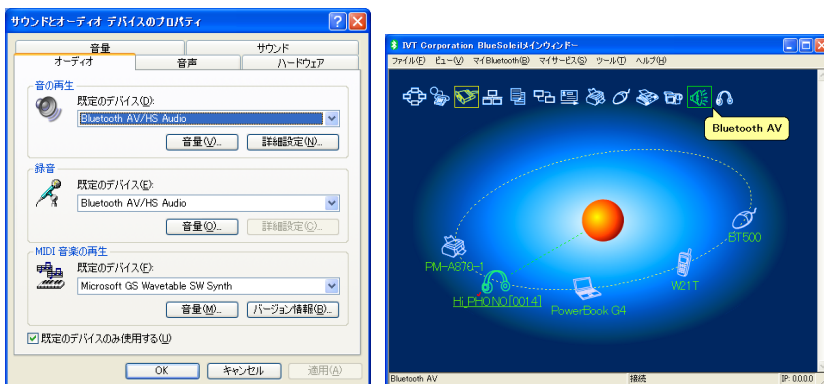 サウンドとオーディオ デバイスのプロパティ
音量
サウンド
オーディオ
音声
ハードウェア
音の再生
既定のデバイス(D):
Bluetooth AV/HS Audio
音量(V)...
詳細設定(N)...
録音
既定のデバイス(E):
Bluetooth AV/HS Audio
音量(O)...
詳細設定(C)...
MIDI 音楽の再生
既定のデバイス(F):
Microsoft GS Wavetable SW Synth
音量(M)...
バージョン情報(B)...
既定のデバイスのみ使用する(U)
OK
キャンセル
適用(A)
IVT Corporation BlueSoleilメインウィンドー
ファイル(F) ビュー(V) マイBluetooth(B) マイサービス(S) ツール(T) ヘルプ(H)
Bluetooth AV
BT500
PM-A870-1
W21T
Hi_PHONO[0014]
PowerBook G4
Bluetooth AV
接続
IP: 0.0.0.0